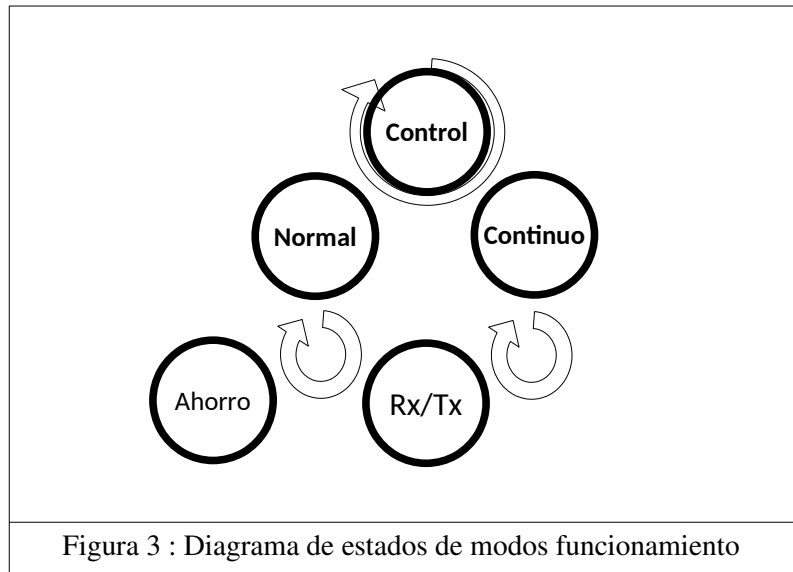 Control
Normal
Continuo
Ahorro
Rx/Tx
Figura 3 : Diagrama de estados de modos funcionamiento